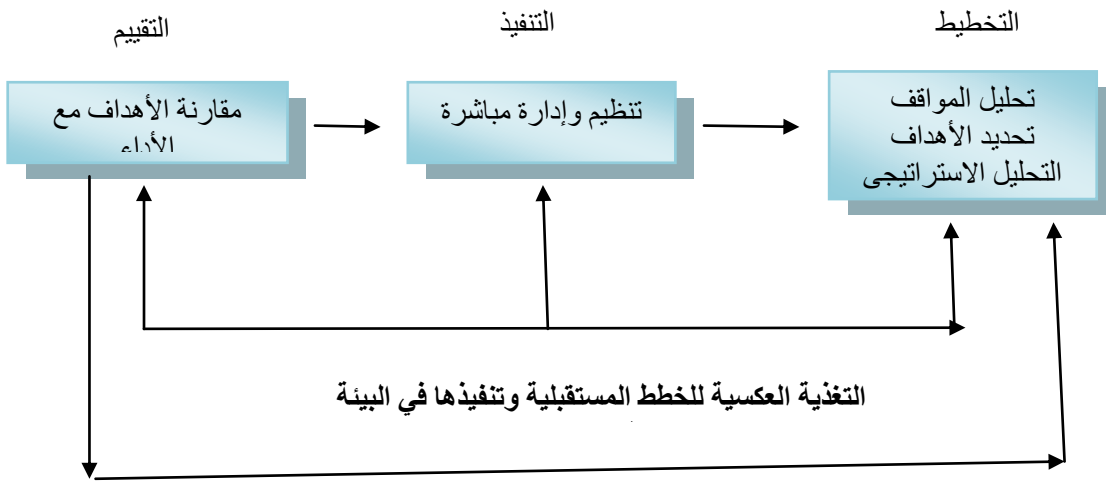 التخطيط
التنفيذ
التقييم
تحليل المواقف
تحديد الأهداف
التحليل الاستراتيجى
تنظيم وإدارة مباشرة
مقارنة الأهداف مع
الأداء
التغذية العكسية للخطط المستقبلية وتنفيذها في البيئة